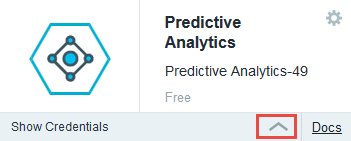 Predictive
Analytics
Predictive Analytics-49
Free
Show Credentials
Docs